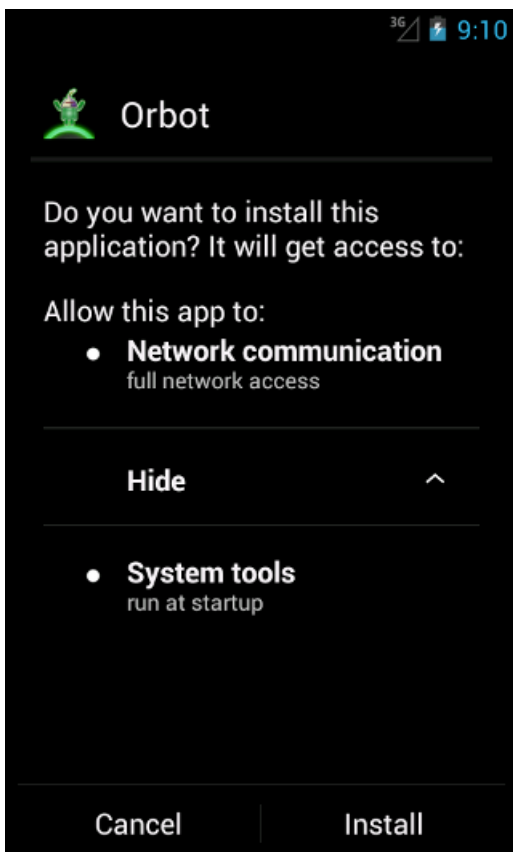 3G 9:10
Orbot
Do you want to install this
application? It will get access to:
Allow this app to:
● Network communication
full network access
Hide
● System tools
run at startup
Cancel Install